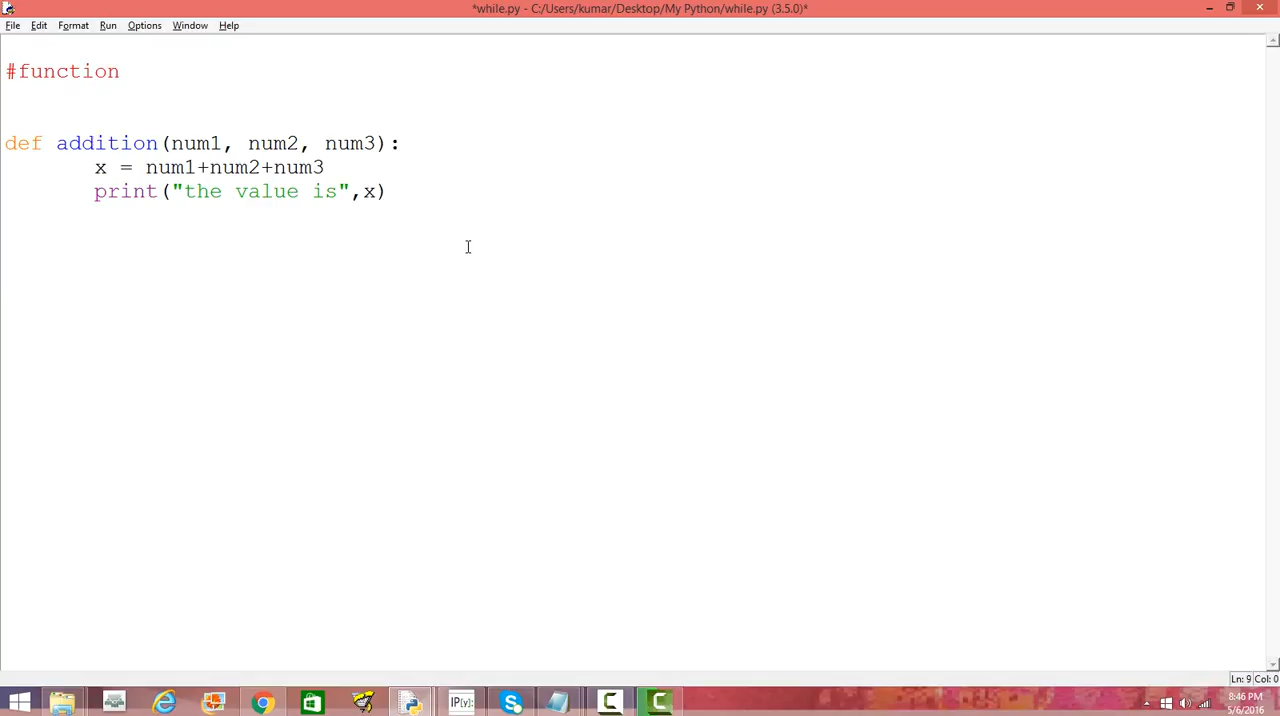 *while.py - C:/Users/kumar/Desktop/My Python/while.py (3.5.0)*
File Edit Format Run Options Window Help
#function
def addition(num1, num2, num3):
x = num1+num2+num3
print("the value is",x)
Ln: 9 Col: 0
IP[y]:
8:46 PM
5/6/2016